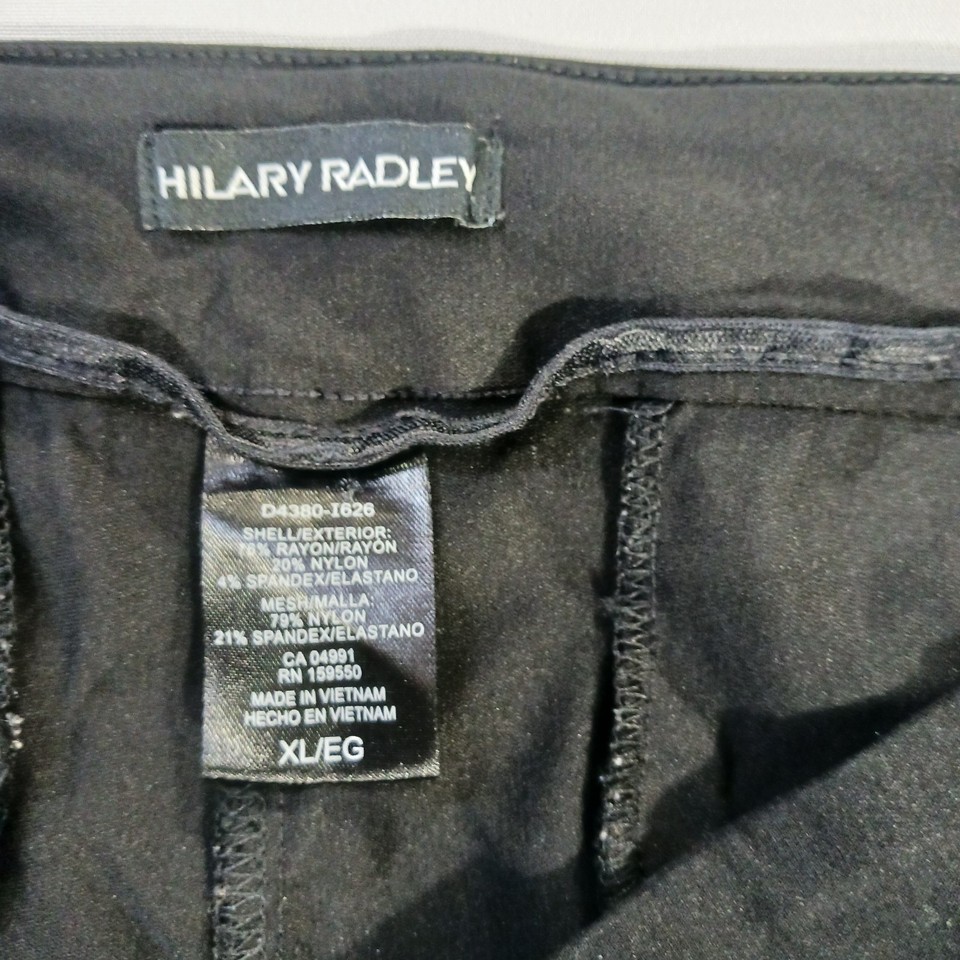 HILARY RADLEY
D4380-I626
SHELL/EXTERIOR:
76% RAYON/RAYON
20% NYLON
4% SPANDEX/ELASTANO
MESH/MALLA:
79% NYLON
21% SPANDEX/ELASTANO
CA 04991
RN 159550
MADE IN VIETNAM
HECHO EN VIETNAM
XL/EG